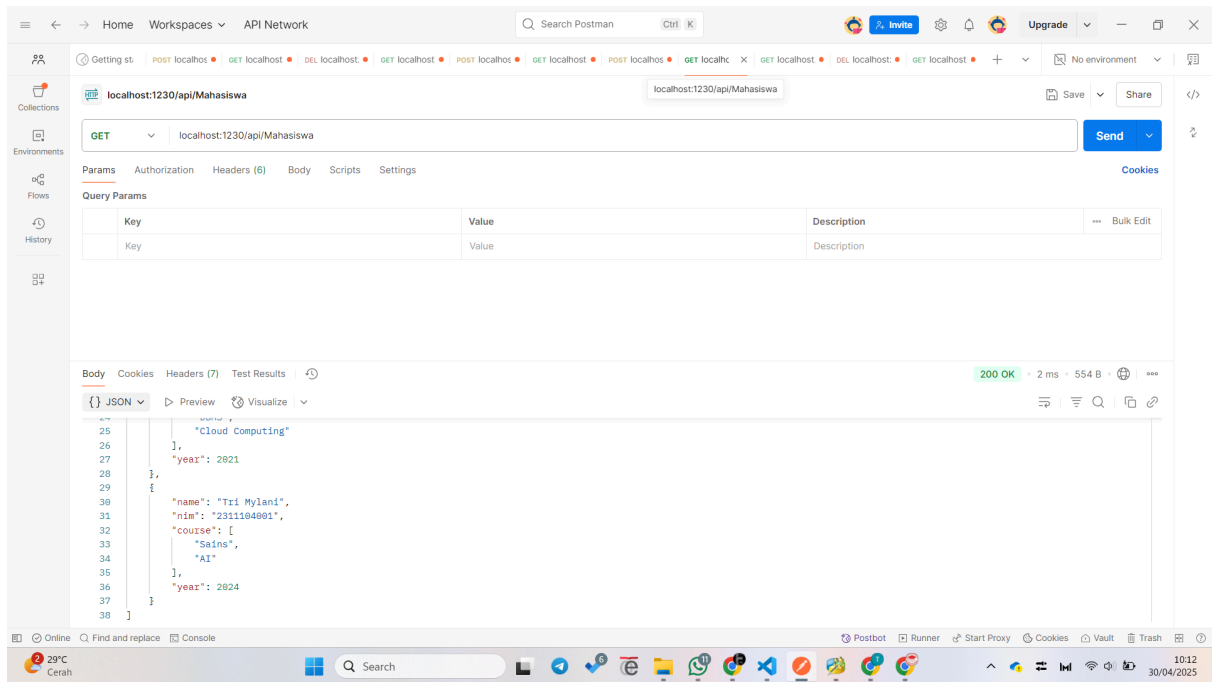 Home Workspaces API Network Search Postman Ctrl K Invite Upgrade
Getting st POST localhos GET localhost DEL localhost: GET localhost POST localhos GET localhost POST localhos GET localhc GET localhost DEL localhost: GET localhost No environment
localhost:1230/api/Mahasiswa
Collections
HTTP localhost:1230/api/Mahasiswa Save Share
GET localhost:1230/api/Mahasiswa Send
Environments
Params Authorization Headers (6) Body Scripts Settings Cookies
Flows
Query Params
Key Value Description Bulk Edit
History
Key Value Description
Body Cookies Headers (7) Test Results 200 OK 2 ms 554 B
{} JSON Preview Visualize
25 "Cloud Computing"
26 ],
27 "year": 2021
28 },
29 {
30 "name": "Tri Mylani",
31 "nim": "2311104001",
32 "course": [
33 "Sains",
34 "AI"
35 ],
36 "year": 2024
37 }
38 ]
Online Find and replace Console Postbot Runner Start Proxy Cookies Vault Trash
2 29°C
Cerah
Search
6
11
10:12
30/04/2025